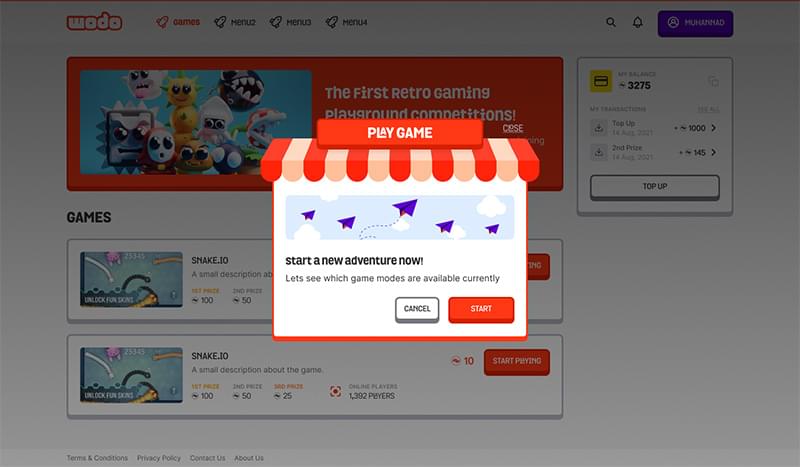 wodo
Games
Menu2
Menu3
Menu4
MUHANNAD
The First Retro Gaming
Playground Competitions!
PLAY GAME
CLOSE
start a new adventure now!
Lets see which game modes are available currently
CANCEL
START
MY BALANCE
3275
MY TRANSACTIONS
SEE ALL
Top Up
14 Aug, 2021
+ 1000
2nd Prize
14 Aug, 2021
+ 145
TOP UP
GAMES
25345
UNLOCK FUN SKINS
SNAKE.IO
A small description ab
1ST PRIZE
100
2ND PRIZE
50
25345
UNLOCK FUN SKINS
SNAKE.IO
A small description about the game.
1ST PRIZE
100
2ND PRIZE
50
3RD PRIZE
25
ONLINE PLAYERS
1,392 PLAYERS
10
START PLAYING
Terms & Conditions
Privacy Policy
Contact Us
About Us